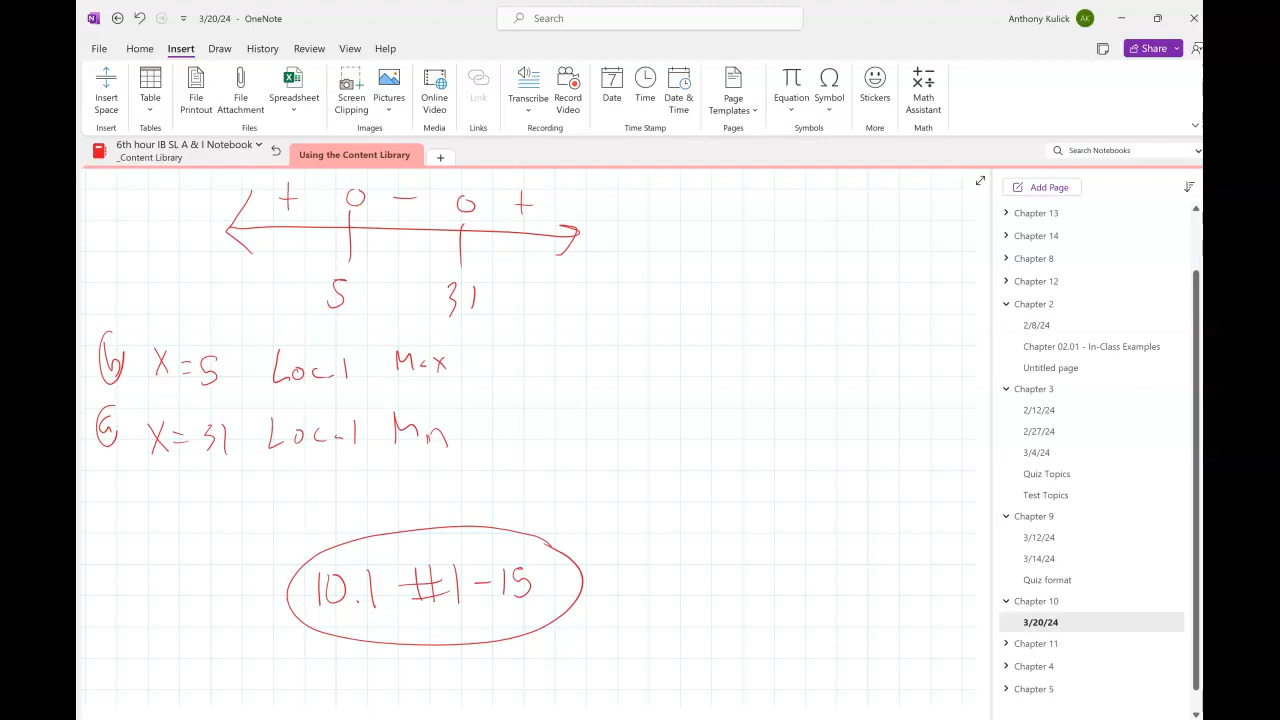 3/20/24 - OneNote
Search
Anthony Kulick
AK
File Home Insert Draw History Review View Help
Share
Insert Space
Table
File Printout
File Attachment
Spreadsheet
Screen Clipping
Pictures
Online Video
Link
Transcribe
Record Video
Date
Time
Date & Time
Page Templates
Equation
Symbol
Stickers
Math Assistant
Insert Tables Files Images Media Links Recording Time Stamp Pages Symbols More Math
6th hour IB SL A & I Notebook
_Content Library
Using the Content Library
+
Search Notebooks
Add Page
Chapter 13
Chapter 14
Chapter 8
Chapter 12
Chapter 2
2/8/24
Chapter 02.01 - In-Class Examples
Untitled page
Chapter 3
2/12/24
2/27/24
3/4/24
Quiz Topics
Test Topics
Chapter 9
3/12/24
3/14/24
Quiz format
Chapter 10
3/20/24
Chapter 11
Chapter 4
Chapter 5
+ 0 - 0 +
5 31
b x=5 Local Max
x=31 Local Min
10.1 #1-15